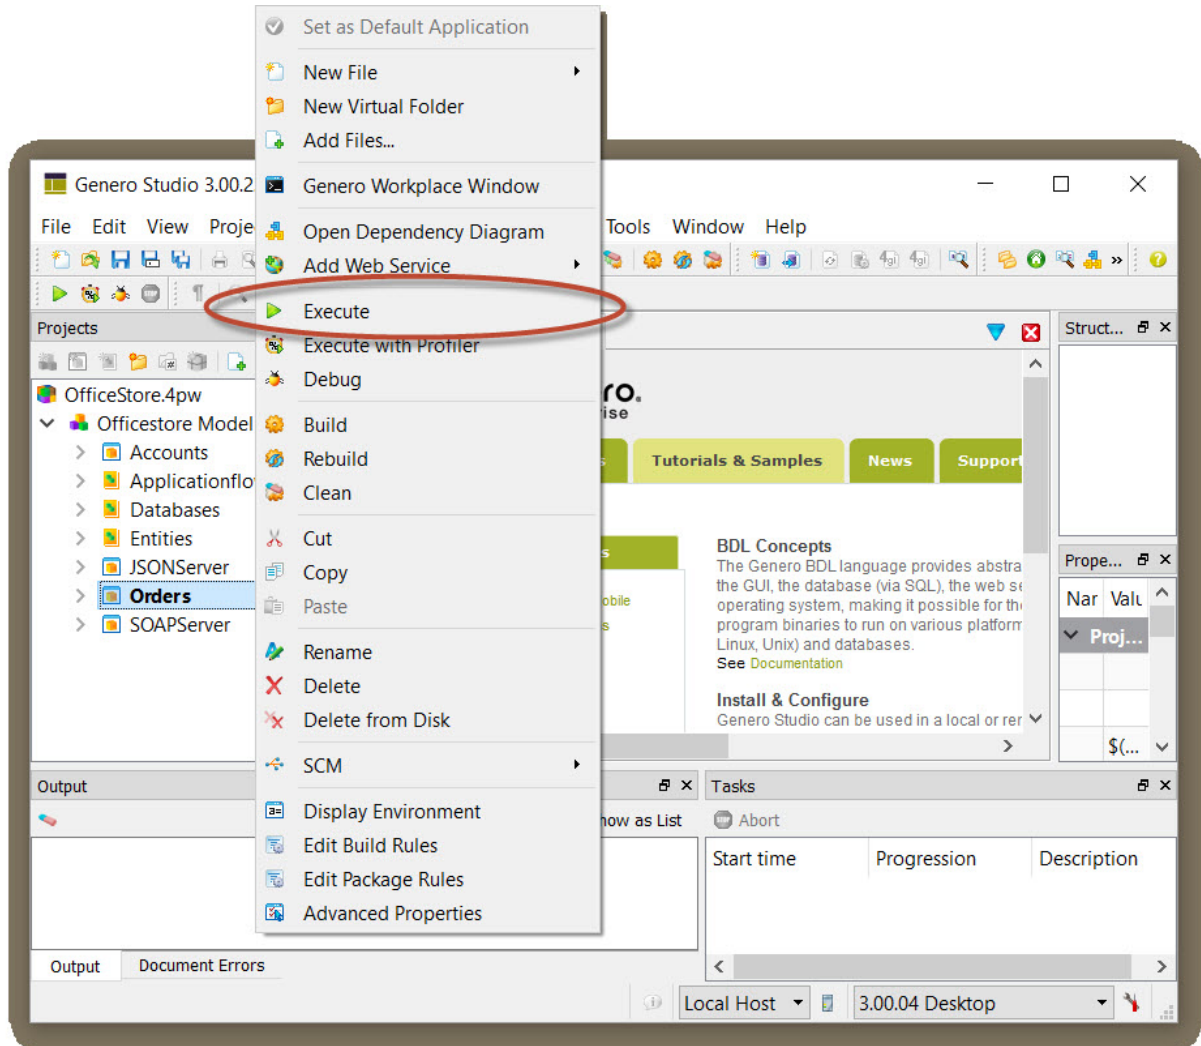 Set as Default Application
New File
New Virtual Folder
Add Files...
Genero Workplace Window
Open Dependency Diagram
Add Web Service
Execute
Execute with Profiler
Debug
Build
Rebuild
Clean
Cut
Copy
Paste
Rename
Delete
Delete from Disk
SCM
Display Environment
Edit Build Rules
Edit Package Rules
Advanced Properties
Genero Studio 3.00.2
File Edit View Proje Tools Window Help
Projects
OfficeStore.4pw
Officestore Model
Accounts
Applicationflo
Databases
Entities
JSONServer
Orders
SOAPServer
ro.
ise
s Tutorials & Samples News Support
s
obile
s
BDL Concepts
The Genero BDL language provides abstra
the GUI, the database (via SQL), the web se
operating system, making it possible for the
program binaries to run on various platform
Linux, Unix) and databases.
See Documentation
Install & Configure
Genero Studio can be used in a local or rer
Struct...
Prope...
Nar Valu
Proj...
$(...
Output
how as List
Output Document Errors
Tasks
Abort
Start time Progression Description
Local Host 3.00.04 Desktop